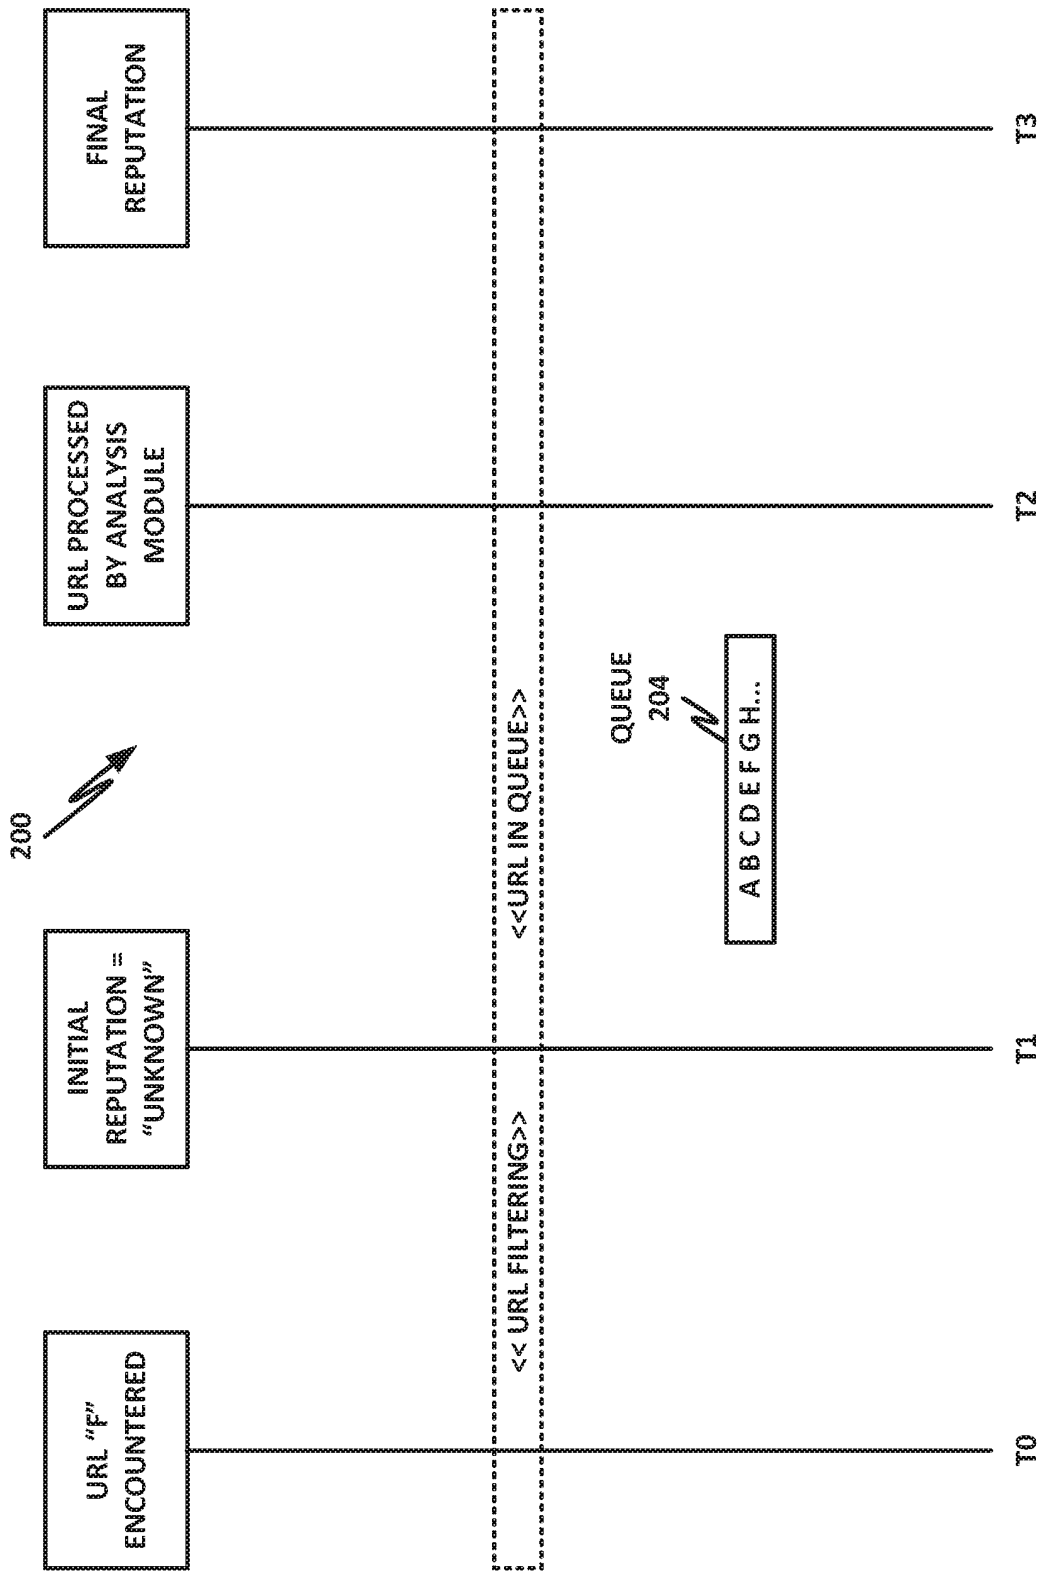 200
URL “F”
ENCOUNTERED
INITIAL
REPUTATION =
“UNKNOWN”
URL PROCESSED
BY ANALYSIS
MODULE
FINAL
REPUTATION
<< URL FILTERING>>
<<URL IN QUEUE>>
QUEUE
204
A B C D E F G H...
T0
T1
T2
T3